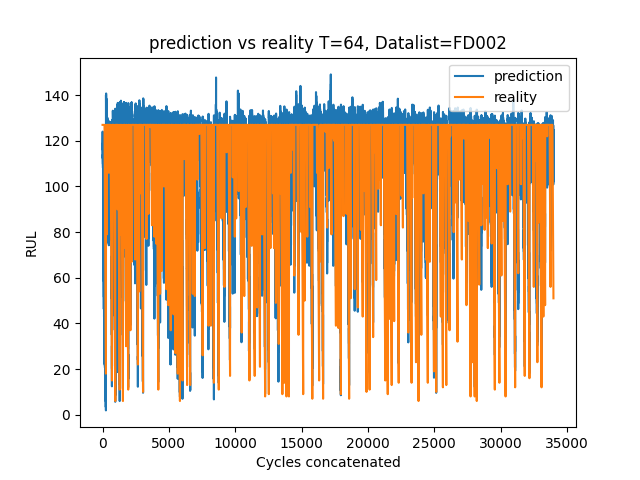 prediction vs reality T=64, Datalist=FD002
prediction
reality
RUL
140
120
100
80
60
40
20
0
0 5000 10000 15000 20000 25000 30000 35000
Cycles concatenated